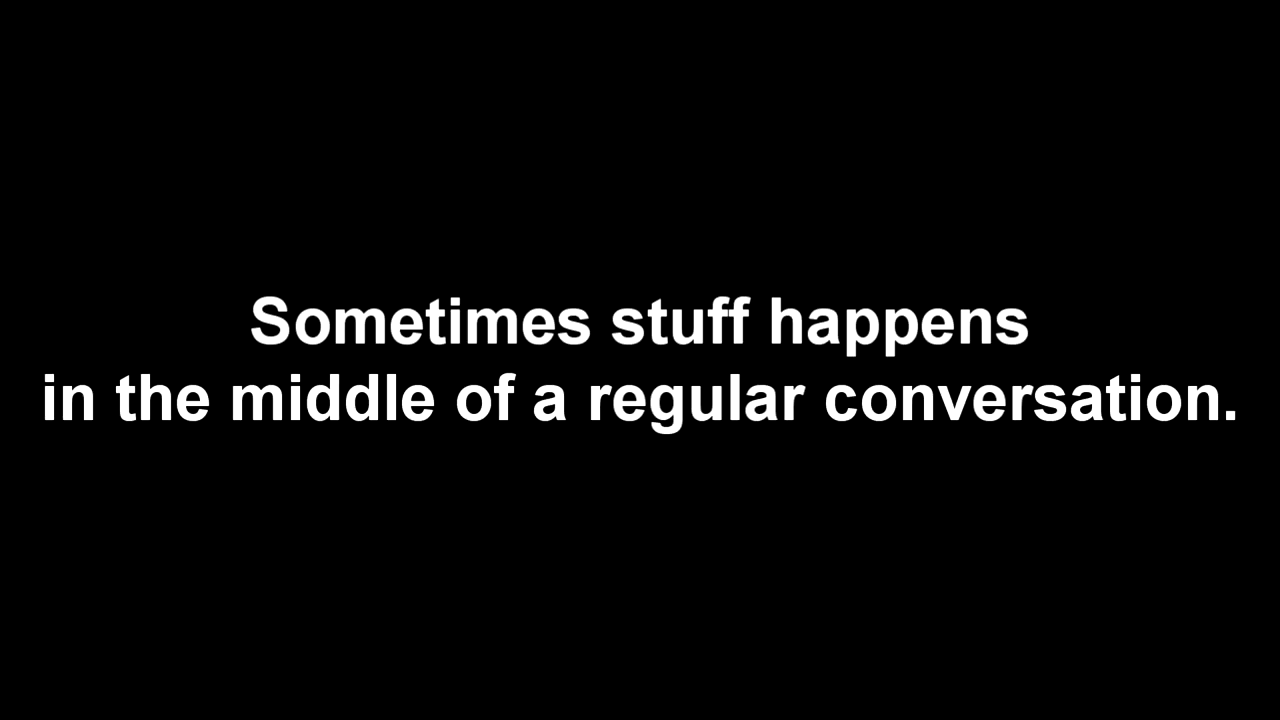 Sometimes stuff happens
in the middle of a regular conversation.